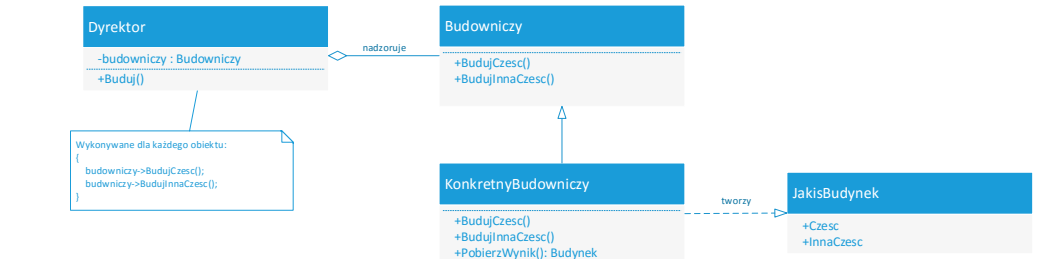 Dyrektor
-budowniczy : Budowniczy
+Buduj()
nadzoruje
Budowniczy
+BudujCzesc()
+BudujInnaCzesc()
Wykonywane dla każdego obiektu:
{
budowniczy->BudujCzesc();
budwniczy->BudujInnaCzesc();
}
KonkretnyBudowniczy
+BudujCzesc()
+BudujInnaCzesc()
+PobierzWynik(): Budynek
tworzy
JakisBudynek
+Czesc
+InnaCzesc